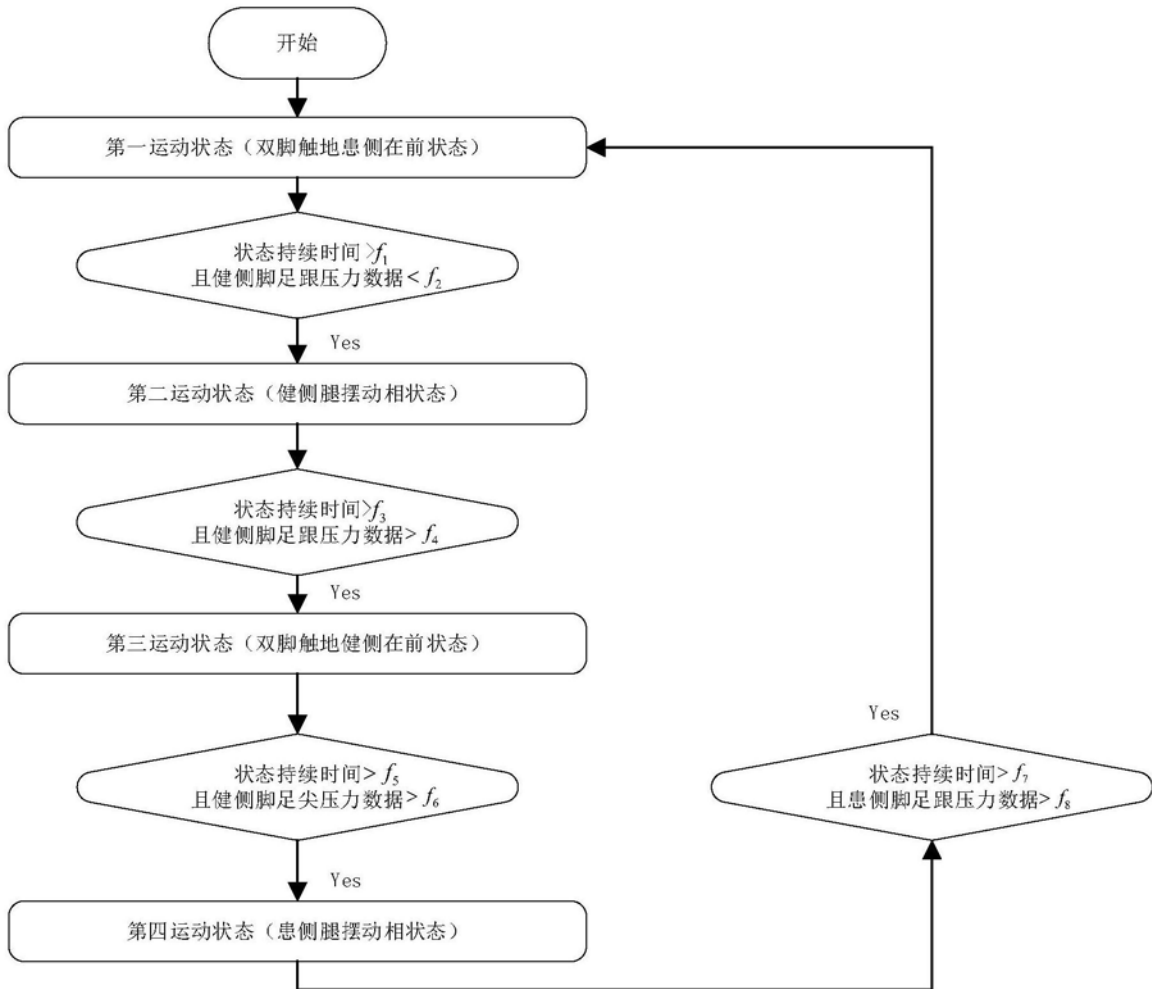 开始
第一运动状态（双脚触地患侧在前状态）
状态持续时间>f₁
且健侧脚足跟压力数据<f₂
Yes
第二运动状态（健侧腿摆动相状态）
状态持续时间>f₃
且健侧脚足跟压力数据>f₄
Yes
第三运动状态（双脚触地健侧在前状态）
状态持续时间>f₅
且健侧脚足尖压力数据>f₆
Yes
第四运动状态（患侧腿摆动相状态）
状态持续时间>f₇
且患侧脚足跟压力数据>f₈
Yes